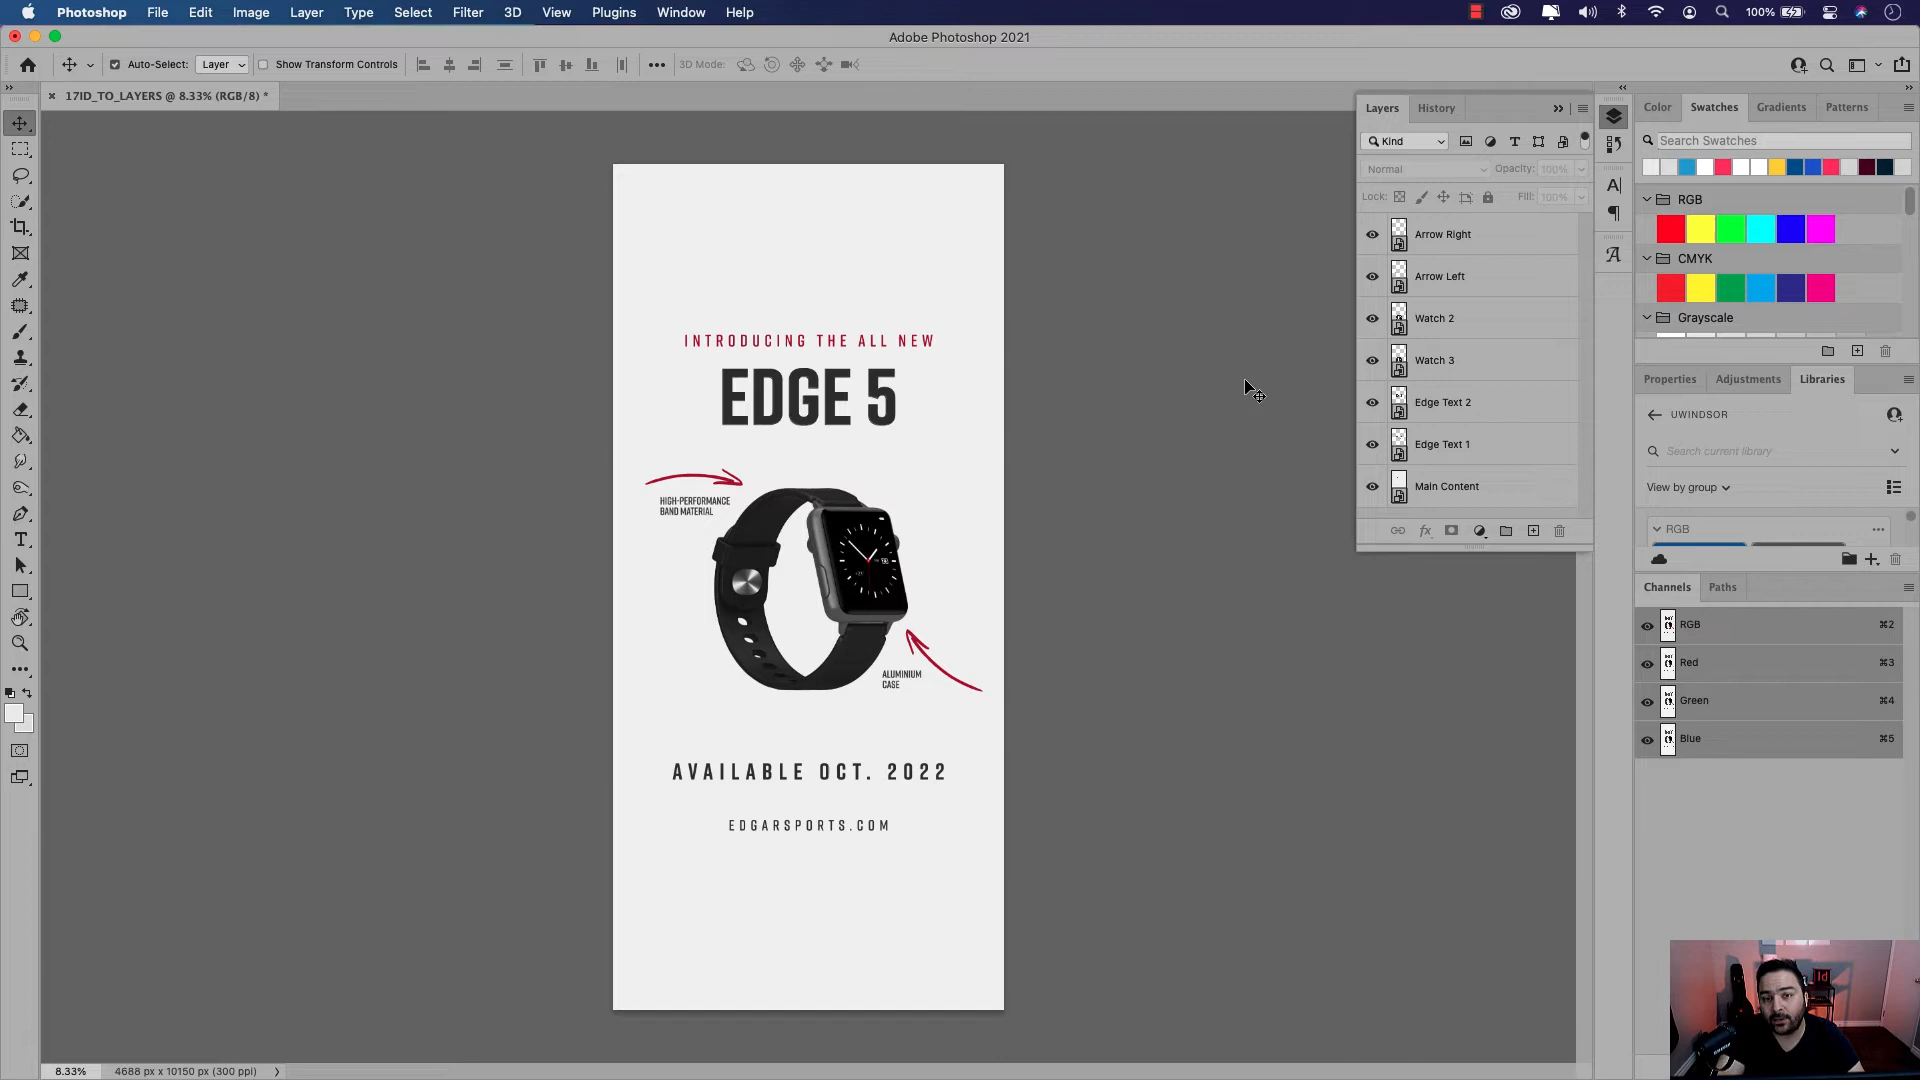 Photoshop File Edit Image Layer Type Select Filter 3D View Plugins Window Help
100%
Adobe Photoshop 2021
Auto-Select: Layer Show Transform Controls 3D Mode:
17ID_TO_LAYERS @ 8.33% (RGB/8) *
INTRODUCING THE ALL NEW
EDGE 5
HIGH-PERFORMANCE
BAND MATERIAL
ALUMINIUM
CASE
AVAILABLE OCT. 2022
EDGARSPORTS.COM
Layers History
Kind
Normal Opacity: 100%
Lock: Fill: 100%
Arrow Right
Arrow Left
Watch 2
Watch 3
Edge Text 2
Edge Text 1
Main Content
fx
Color Swatches Gradients Patterns
Search Swatches
RGB
CMYK
Grayscale
Properties Adjustments Libraries
UWINDSOR
Search current library
View by group
RGB
Channels Paths
RGB ⌘2
Red ⌘3
Green ⌘4
Blue ⌘5
Id
8.33% 4688 px x 10150 px (300 ppi)